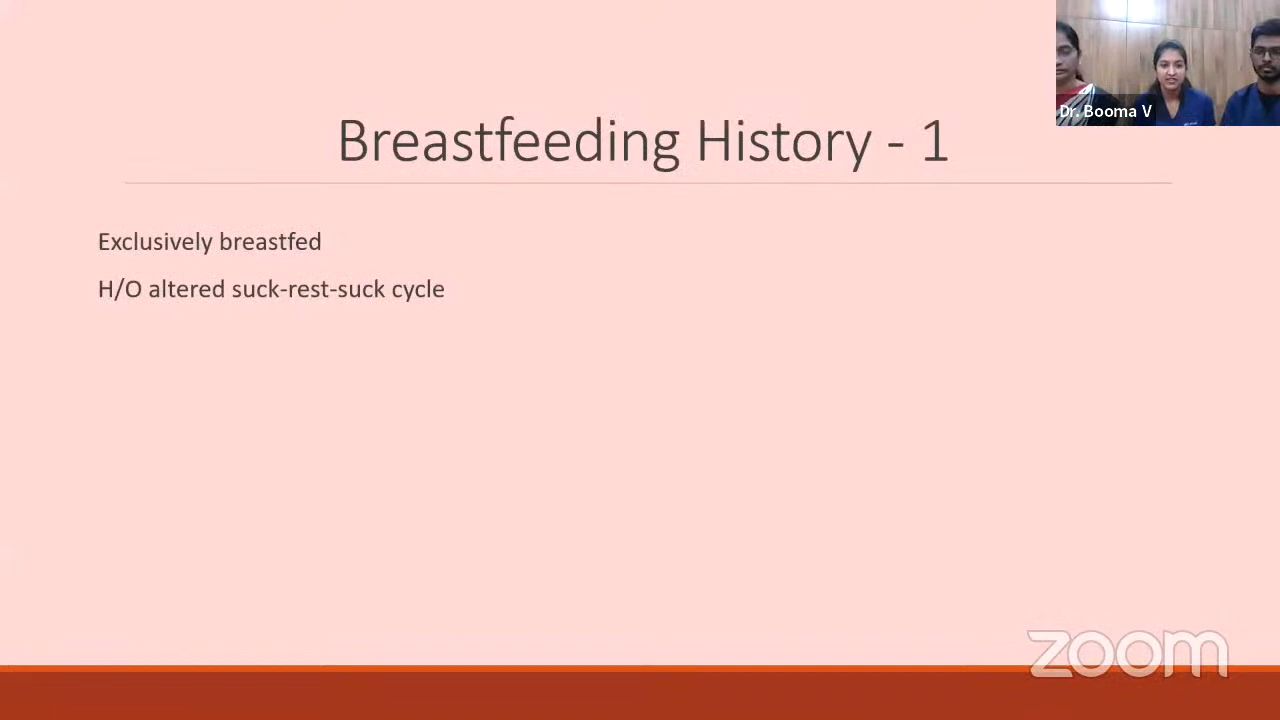 Dr. Booma V
Breastfeeding History - 1
Exclusively breastfed
H/O altered suck-rest-suck cycle
zoom